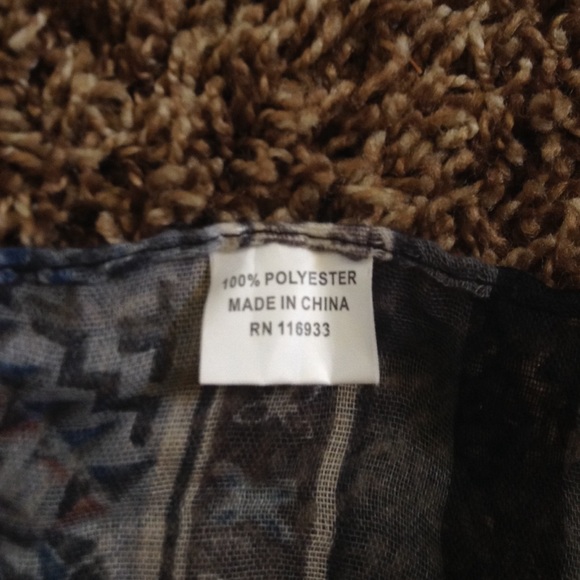 100% POLYESTER
MADE IN CHINA
RN 116933